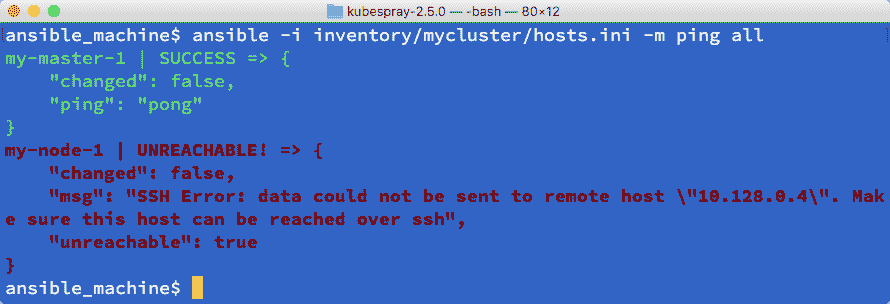 kubespray-2.5.0 — -bash — 80×12
ansible_machine$ ansible -i inventory/mycluster/hosts.ini -m ping all
my-master-1 | SUCCESS => {
    "changed": false,
    "ping": "pong"
}
my-node-1 | UNREACHABLE! => {
    "changed": false,
    "msg": "SSH Error: data could not be sent to remote host \"10.128.0.4\". Mak
e sure this host can be reached over ssh",
    "unreachable": true
}
ansible_machine$